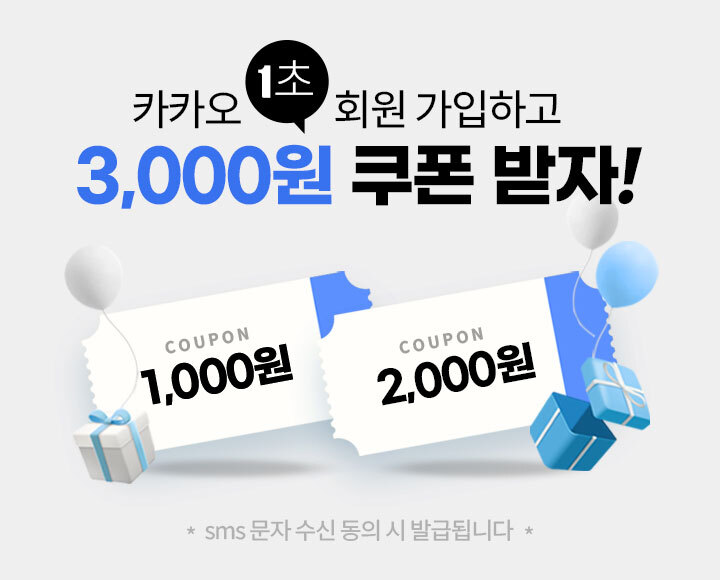 카카오 1초 회원 가입하고
3,000원 쿠폰 받자!
COUPON
1,000원
COUPON
2,000원
* sms 문자 수신 동의 시 발급됩니다 *